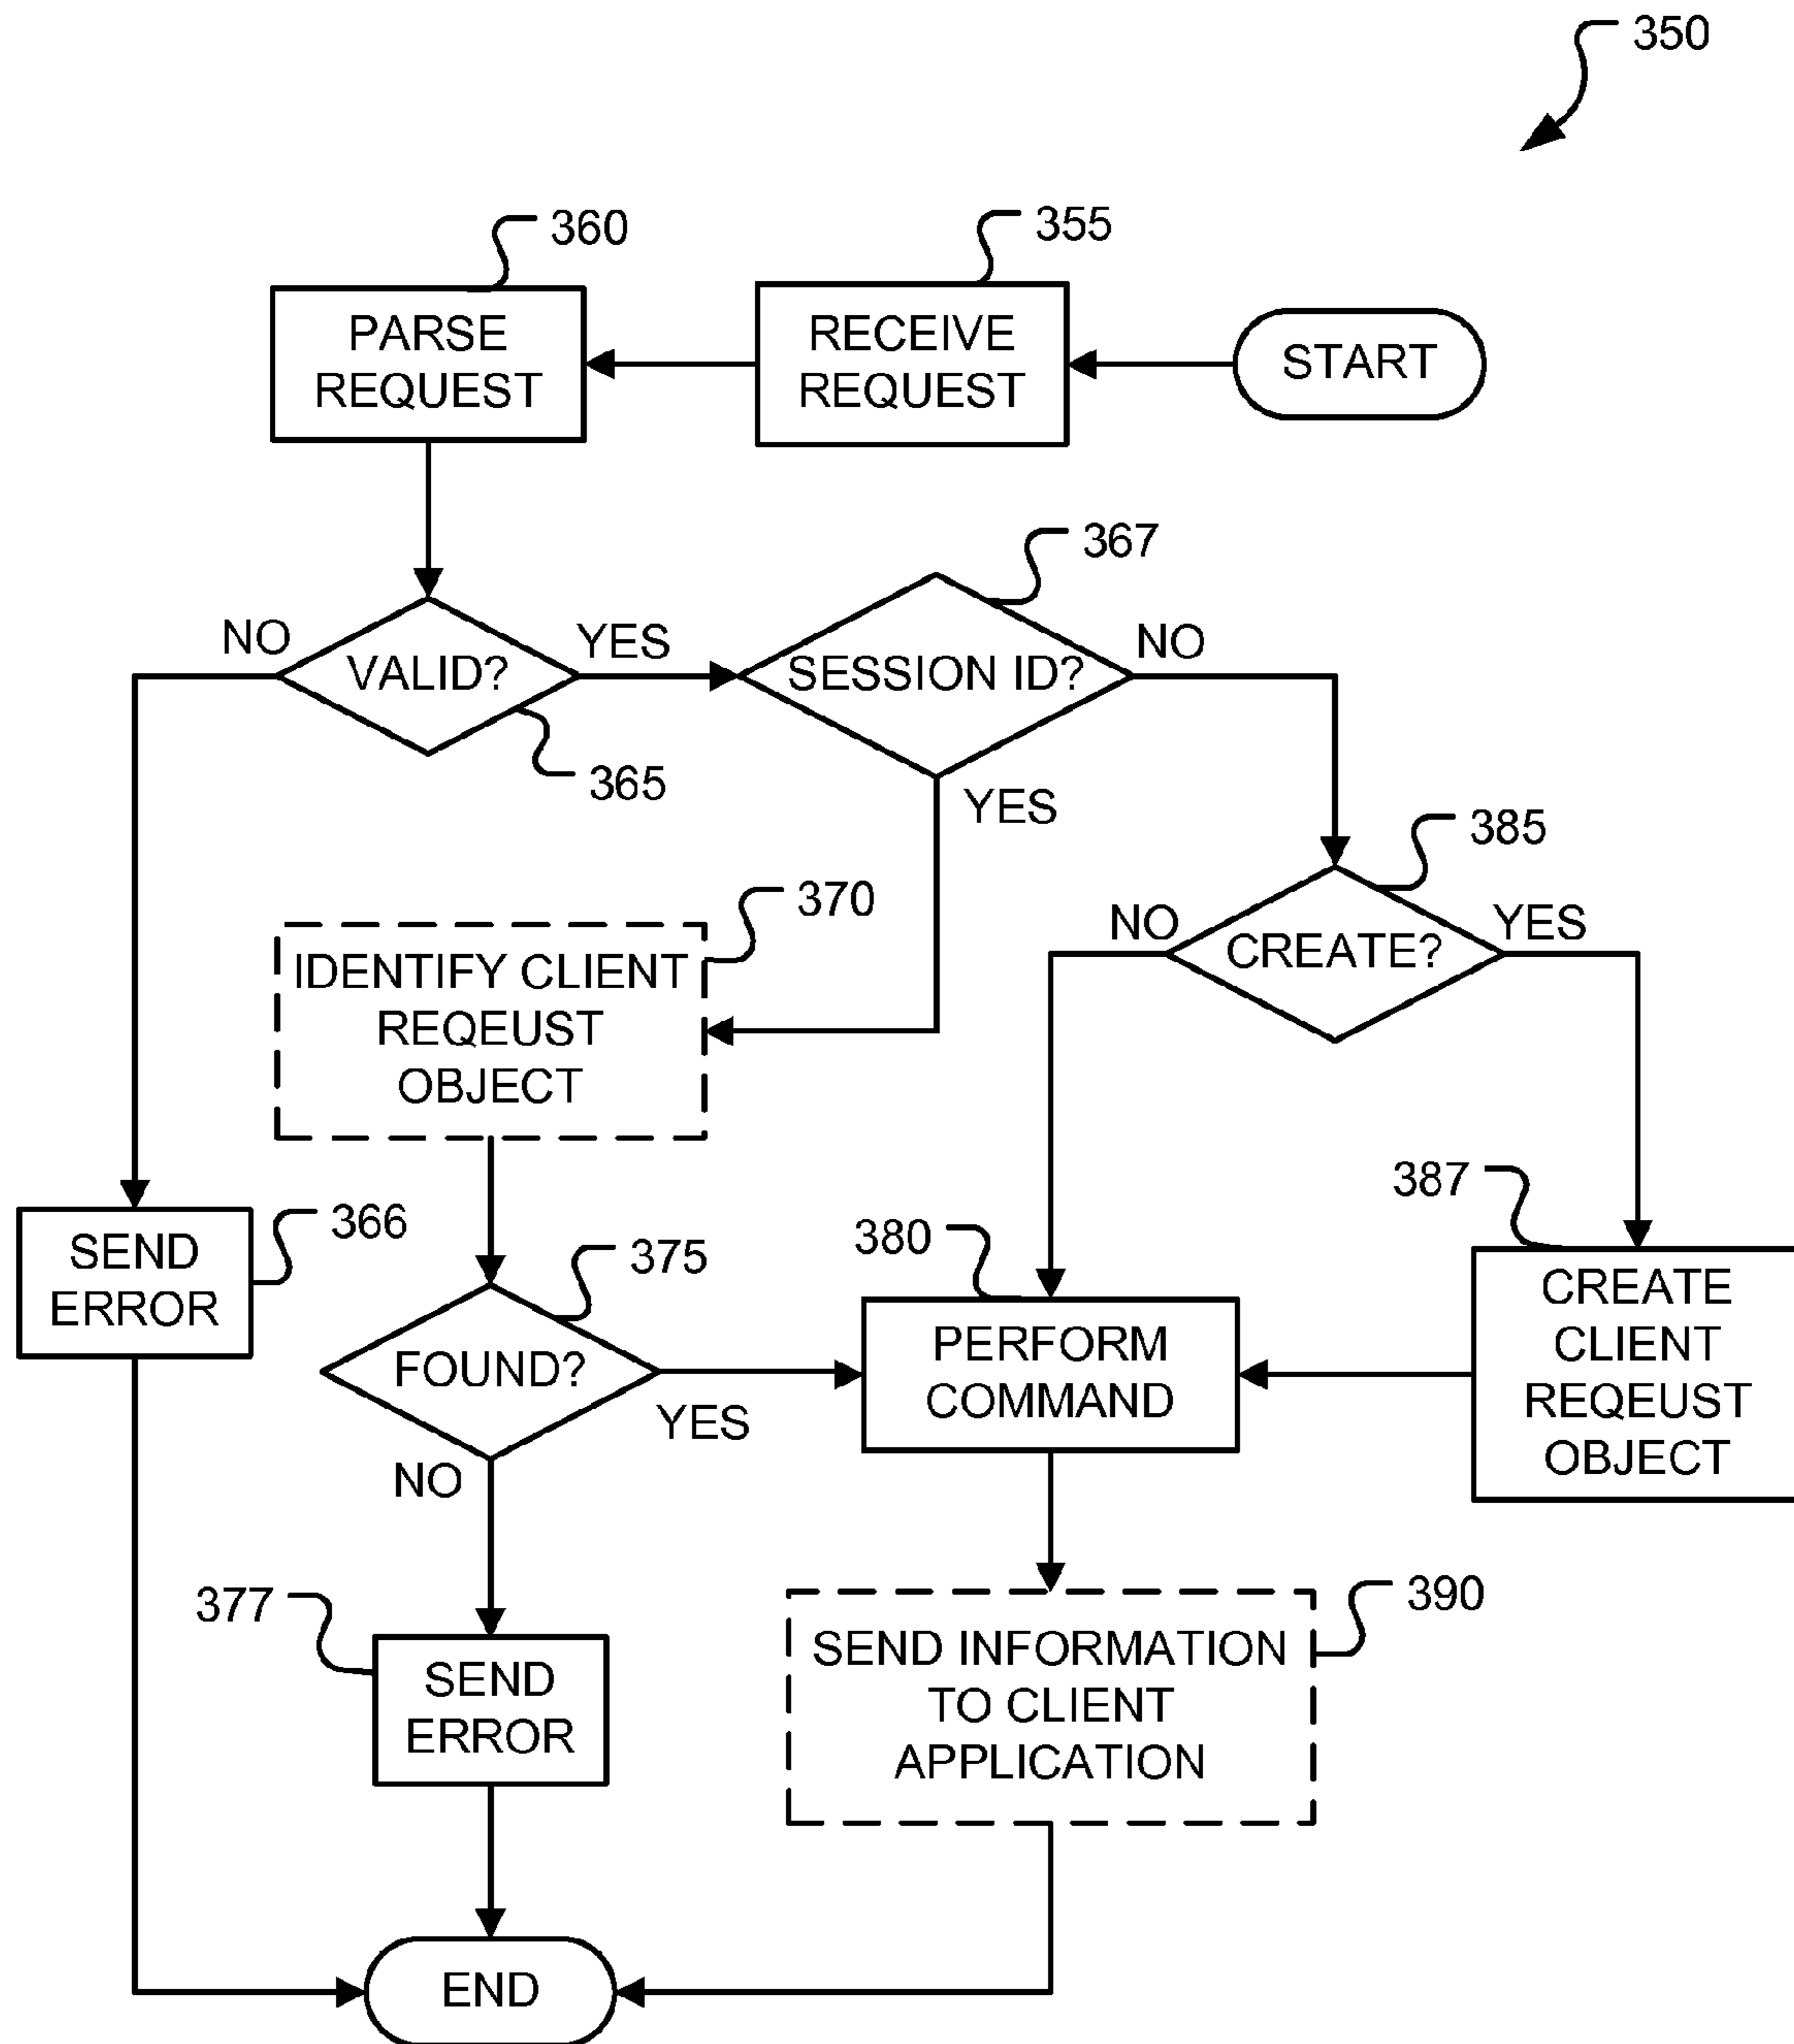 350
360
355
PARSE
REQUEST
RECEIVE
REQUEST
START
367
NO
VALID?
YES
SESSION ID?
NO
365
YES
385
370
NO
CREATE?
YES
IDENTIFY CLIENT
REQEUST
OBJECT
387
366
380
375
SEND
ERROR
FOUND?
YES
NO
PERFORM
COMMAND
CREATE
CLIENT
REQEUST
OBJECT
377
390
SEND
ERROR
SEND INFORMATION
TO CLIENT
APPLICATION
END